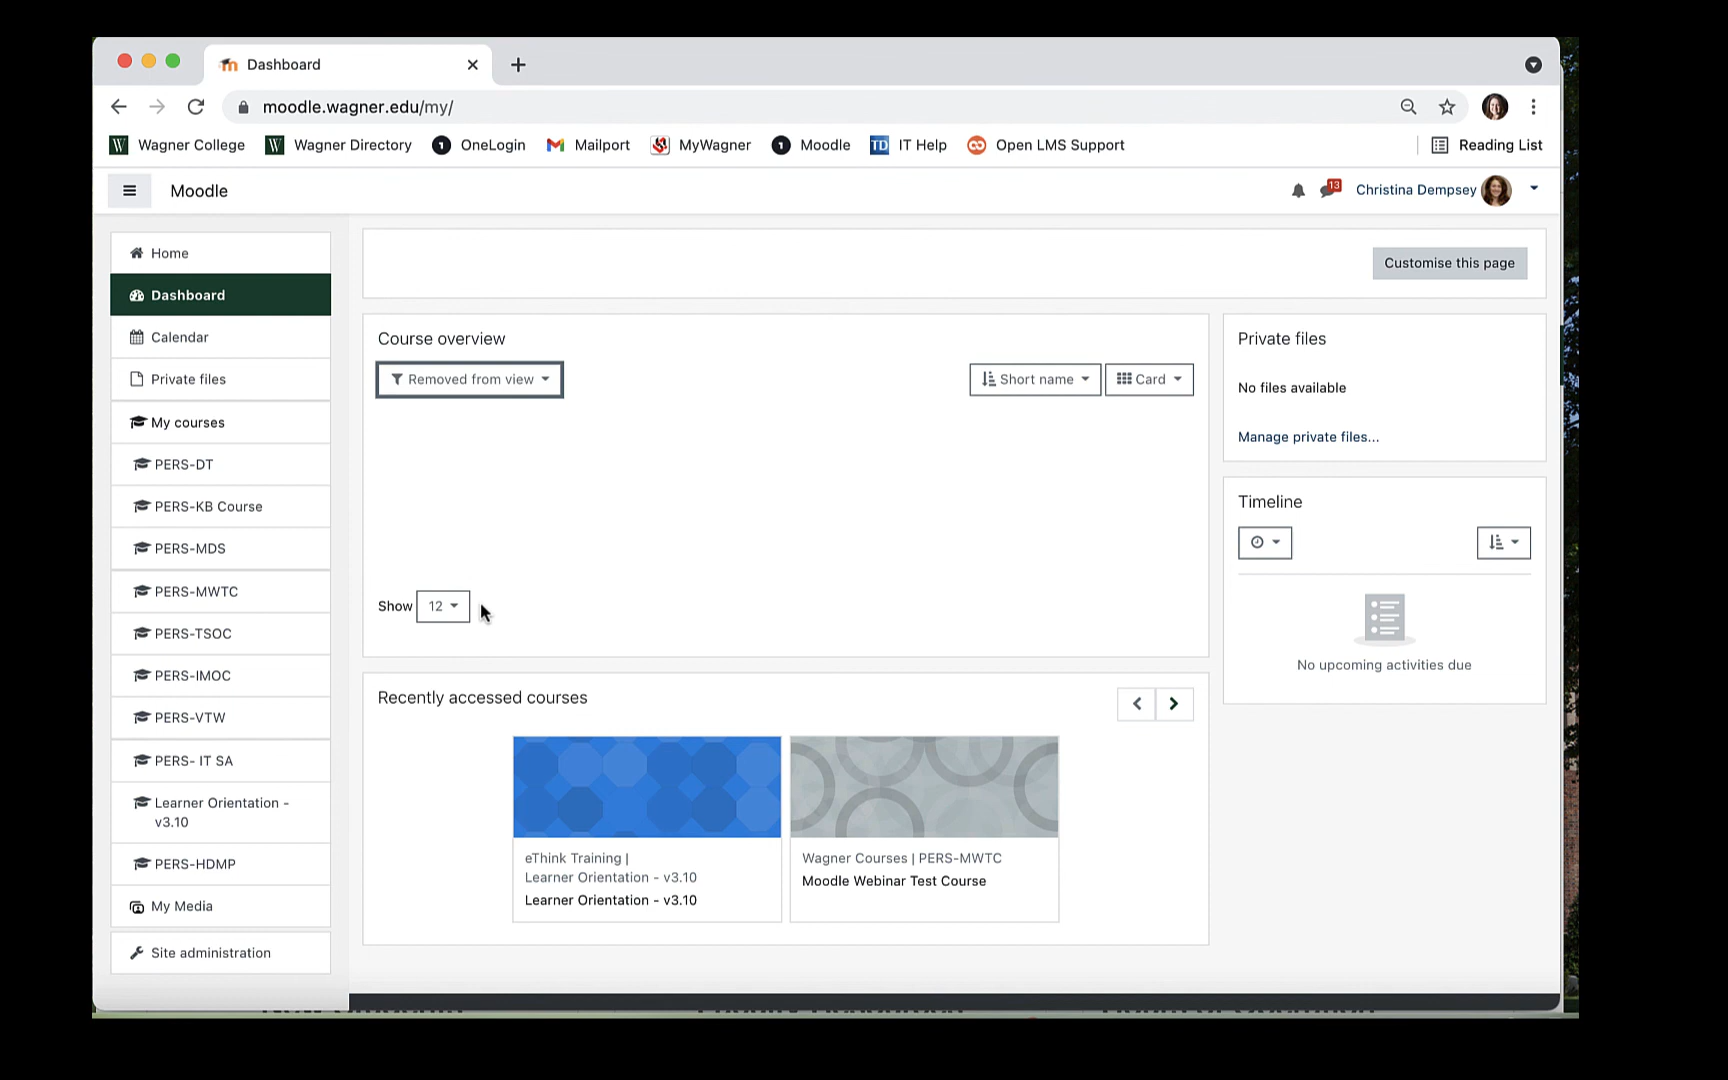 Dashboard
moodle.wagner.edu/my/
Wagner College
Wagner Directory
OneLogin
Mailport
MyWagner
Moodle
IT Help
Open LMS Support
Reading List
Moodle
13
Christina Dempsey
Home
Dashboard
Calendar
Private files
My courses
PERS-DT
PERS-KB Course
PERS-MDS
PERS-MWTC
PERS-TSOC
PERS-IMOC
PERS-VTW
PERS- IT SA
Learner Orientation -
v3.10
PERS-HDMP
My Media
Site administration
Customise this page
Course overview
Removed from view
Short name
Card
Show 12
Recently accessed courses
eThink Training |
Learner Orientation - v3.10
Learner Orientation - v3.10
Wagner Courses | PERS-MWTC
Moodle Webinar Test Course
Private files
No files available
Manage private files...
Timeline
No upcoming activities due